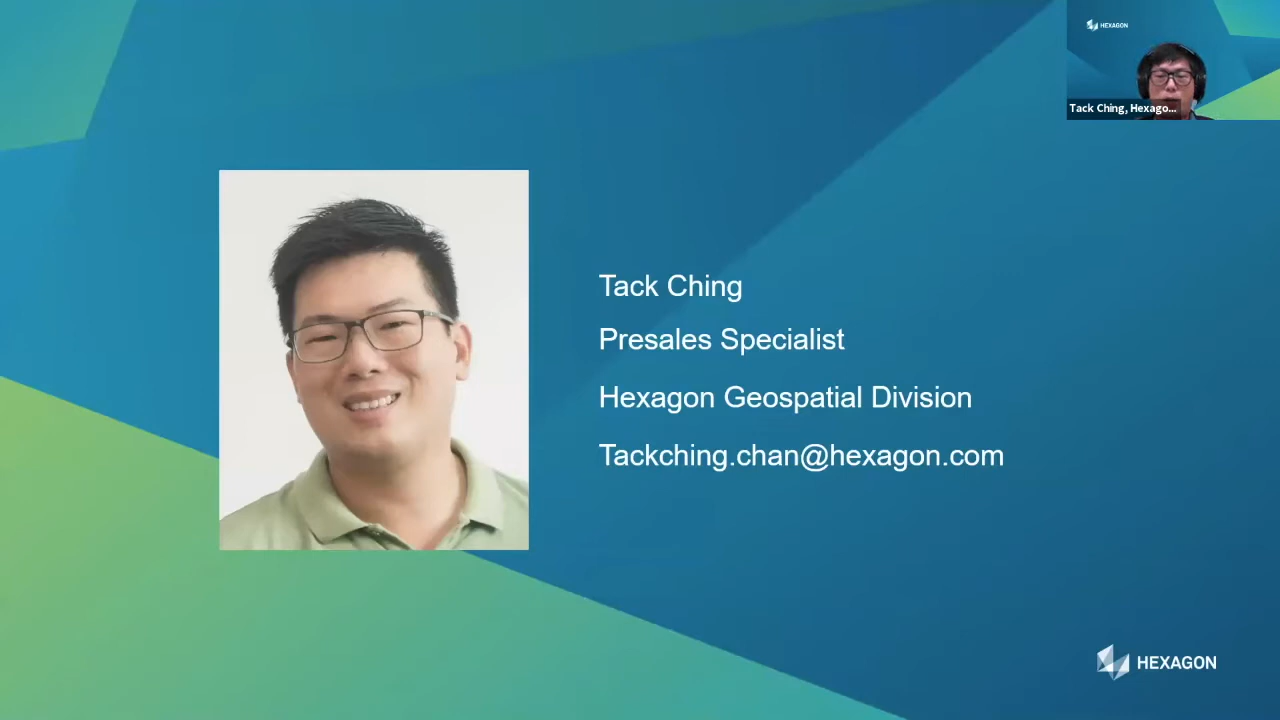 HEXAGON
Tack Ching, Hexago...
Tack Ching
Presales Specialist
Hexagon Geospatial Division
Tackching.chan@hexagon.com
HEXAGON